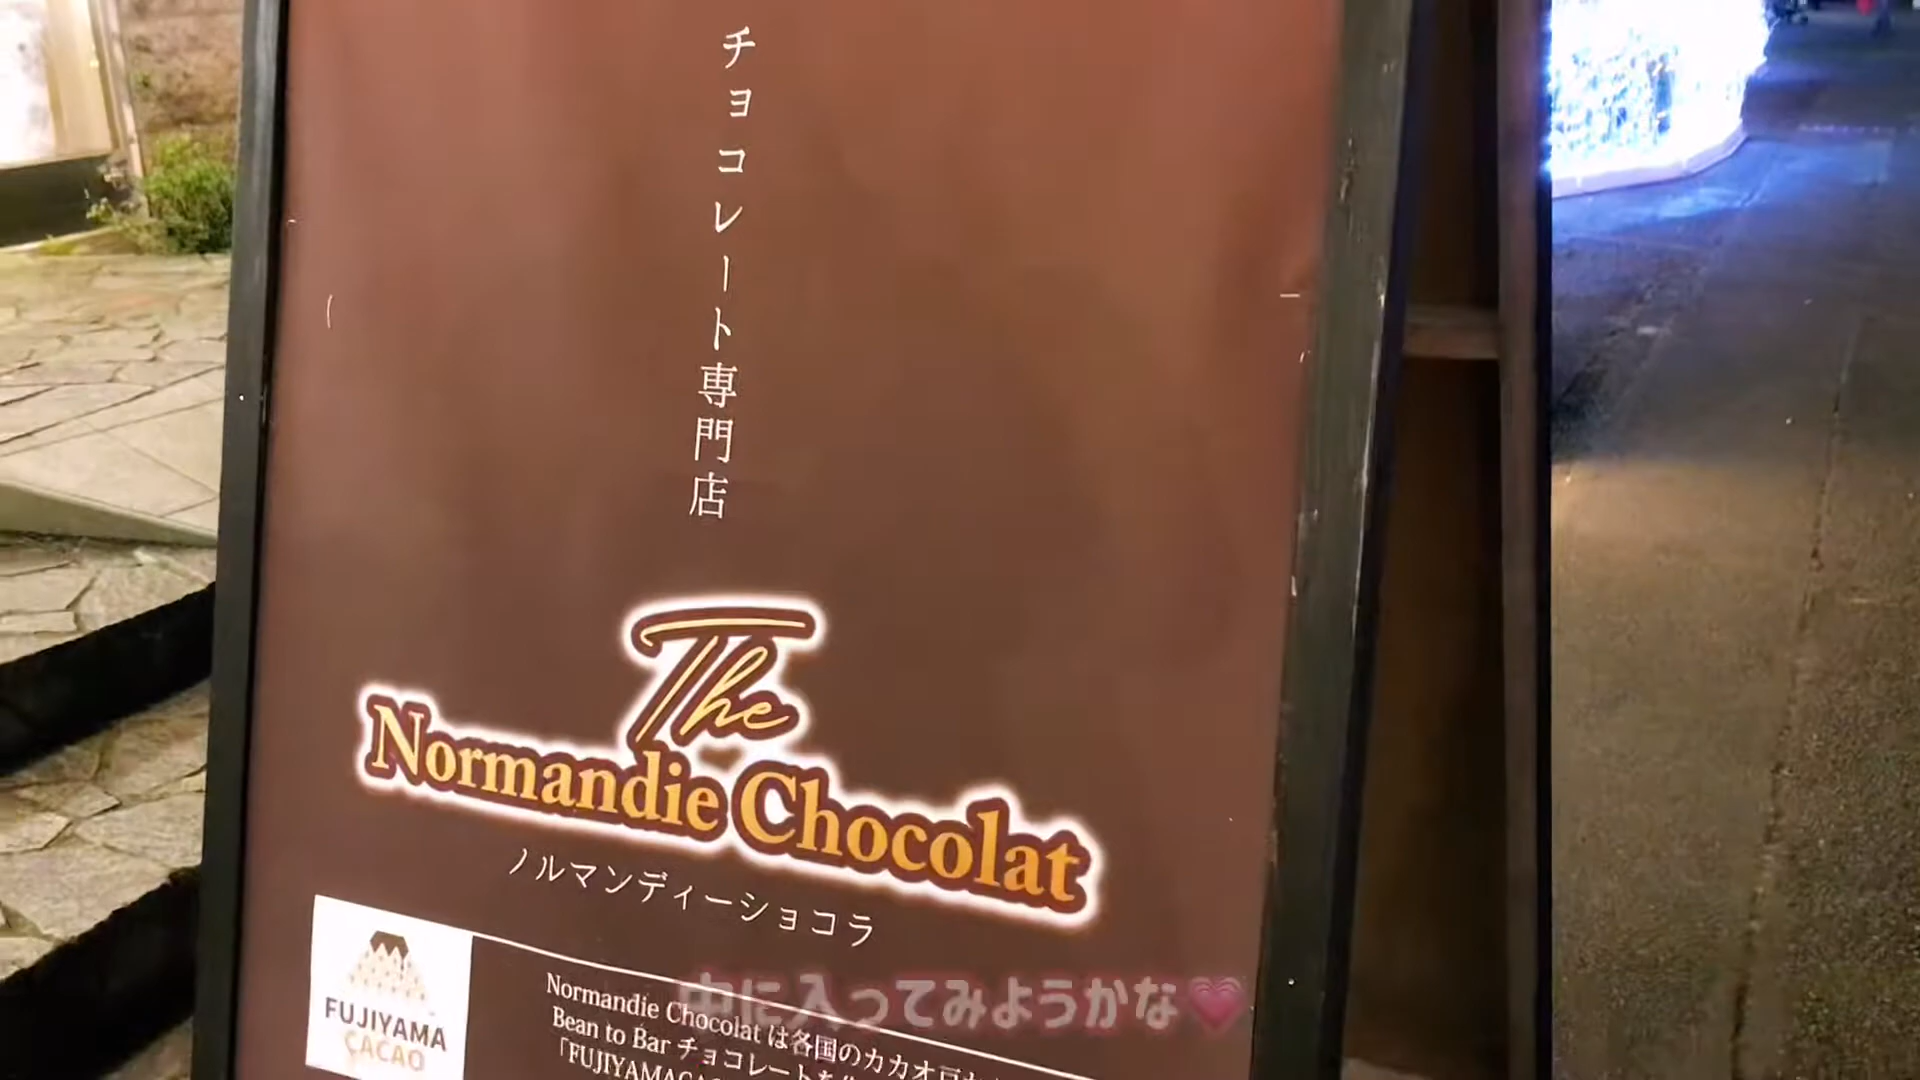 チョコレート専門店
The
Normandie Chocolat
ノルマンディーショコラ
FUJIYAMA
CACAO
Normandie Chocolat は各国のカカオ豆
Bean to Bar チョコレートを
「FUJIYAMACA
中に入ってみようかな💗